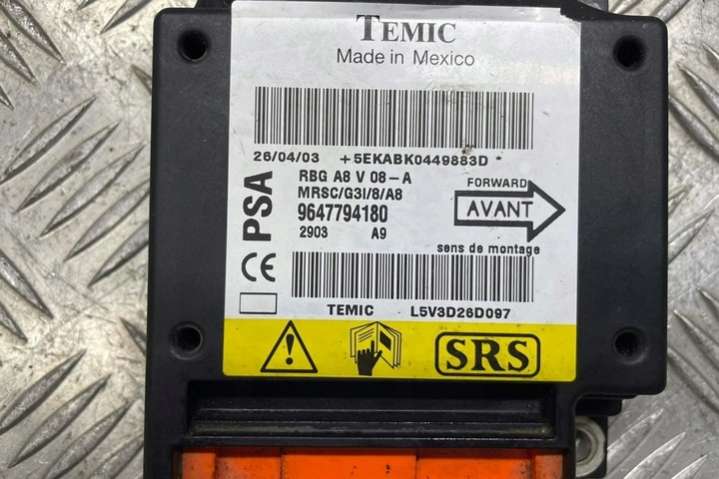 TEMIC
Made in Mexico
26/04/03 +5EKABK0449883D
PSA
RBG A8 V 08-A
MRSC/G3I/8/A8
9647794180
2903 A9
FORWARD
AVANT
sens de montage
CE
TEMIC L5V3D26D097
SRS